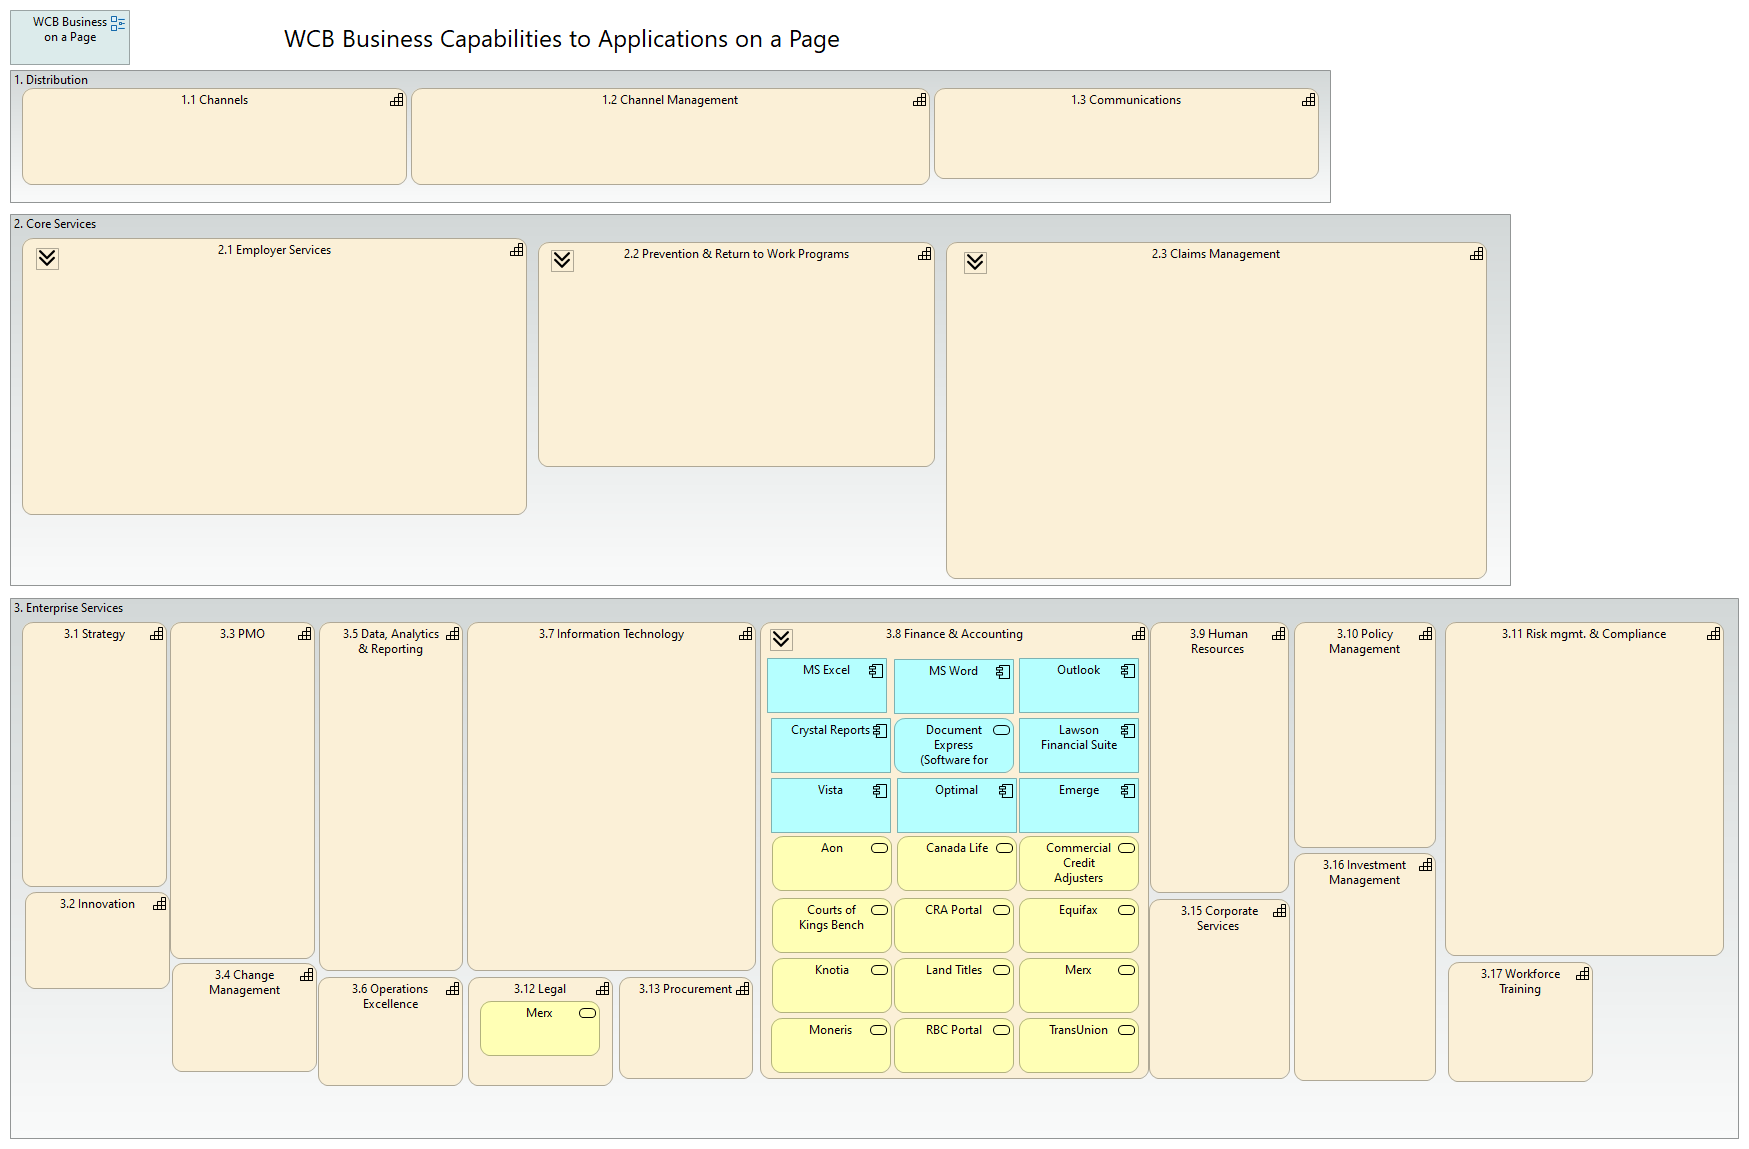 WCB Business
on a Page
WCB Business Capabilities to Applications on a Page
1. Distribution
1.1 Channels
1.2 Channel Management
1.3 Communications
2. Core Services
2.1 Employer Services
2.2 Prevention & Return to Work Programs
2.3 Claims Management
3. Enterprise Services
3.1 Strategy
3.2 Innovation
3.3 PMO
3.4 Change
Management
3.5 Data, Analytics
& Reporting
3.6 Operations
Excellence
3.7 Information Technology
3.12 Legal
Merx
3.13 Procurement
3.8 Finance & Accounting
MS Excel
MS Word
Outlook
Crystal Reports
Document
Express
(Software for
Lawson
Financial Suite
Vista
Optimal
Emerge
Aon
Canada Life
Commercial
Credit
Adjusters
Courts of
Kings Bench
CRA Portal
Equifax
Knotia
Land Titles
Merx
Moneris
RBC Portal
TransUnion
3.9 Human
Resources
3.15 Corporate
Services
3.10 Policy
Management
3.16 Investment
Management
3.11 Risk mgmt. & Compliance
3.17 Workforce
Training